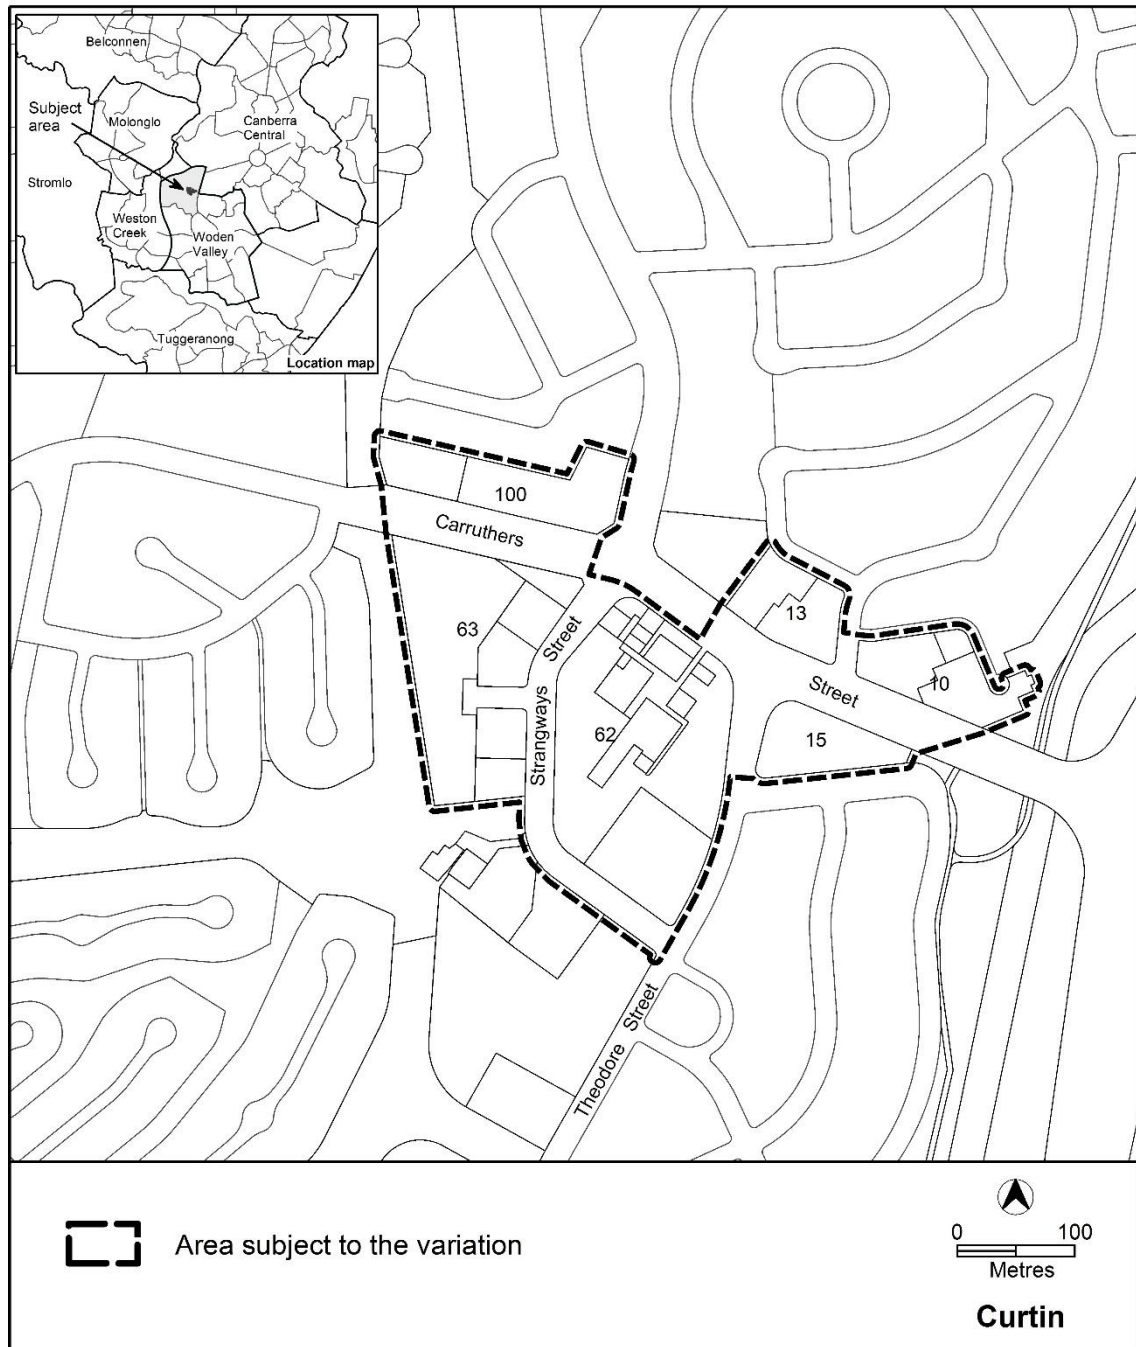 Belconnen
Subject
area
Molonglo
Canberra
Central
Stromlo
Weston
Creek
Woden
Valley
Tuggeranong
Location map
100
Carruthers
63
Street
13
Street
10
Strangways
62
15
Theodore Street
Area subject to the variation
0 100
Metres
Curtin